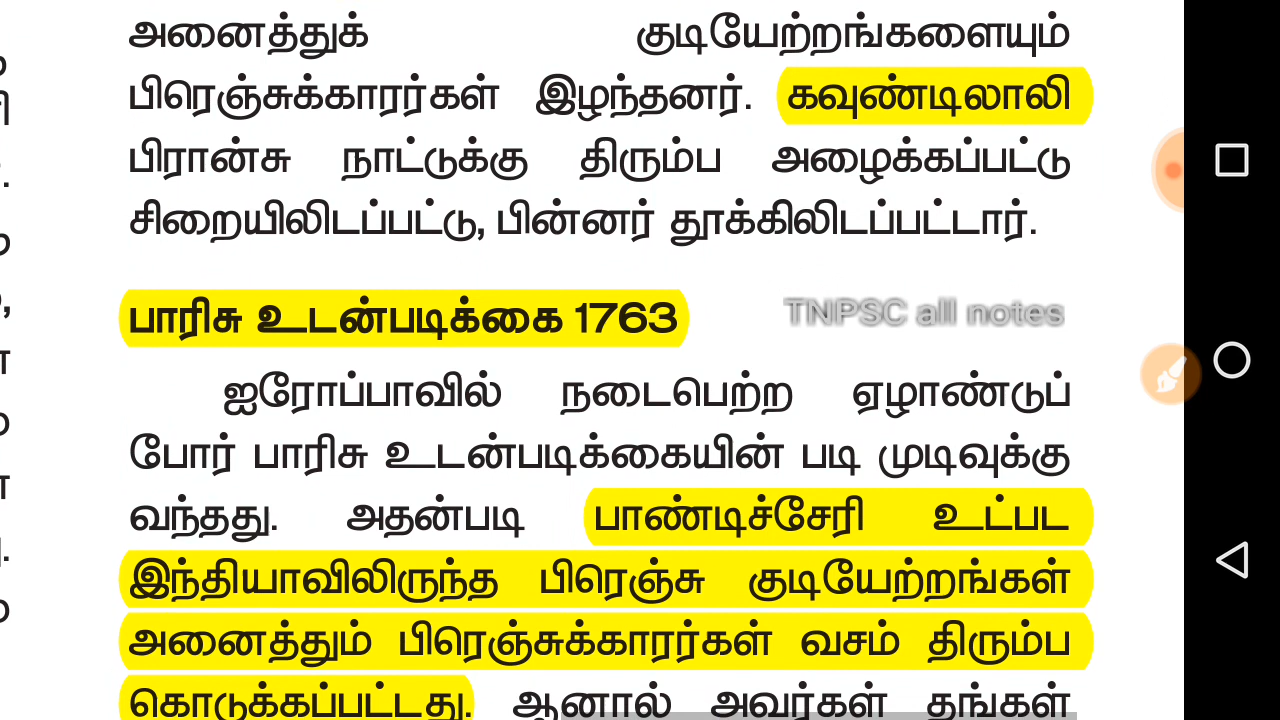 அனைத்துக் குடியேற்றங்களையும்
பிரெஞ்சுக்காரர்கள் இழந்தனர். கவுண்டிலாலி
பிரான்சு நாட்டுக்கு திரும்ப அழைக்கப்பட்டு
சிறையிலிடப்பட்டு, பின்னர் தூக்கிலிடப்பட்டார்.
பாரிசு உடன்படிக்கை 1763
TNPSC all notes
ஐரோப்பாவில் நடைபெற்ற ஏழாண்டுப்
போர் பாரிசு உடன்படிக்கையின் படி முடிவுக்கு
வந்தது. அதன்படி பாண்டிச்சேரி உட்பட
இந்தியாவிலிருந்த பிரெஞ்சு குடியேற்றங்கள்
அனைத்தும் பிரெஞ்சுக்காரர்கள் வசம் திரும்ப
கொடுக்கப்பட்டது. ஆனால் அவர்கள் தங்கள்